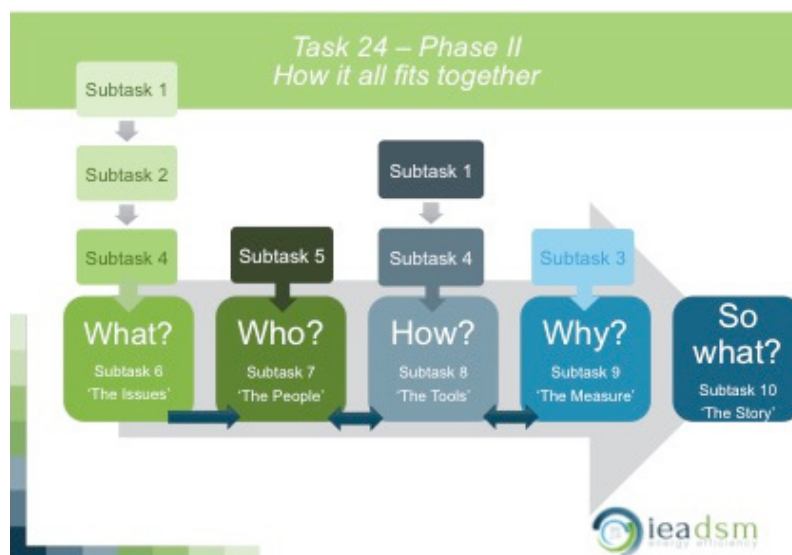 Task 24 – Phase II
How it all fits together
Subtask 1
Subtask 2
Subtask 1
Subtask 4
Subtask 5
Subtask 4
Subtask 3
What?
Subtask 6
'The Issues'
Who?
Subtask 7
'The People'
How?
Subtask 8
'The Tools'
Why?
Subtask 9
'The Measure'
So
what?
Subtask 10
'The Story'
ieadsm
energy efficiency